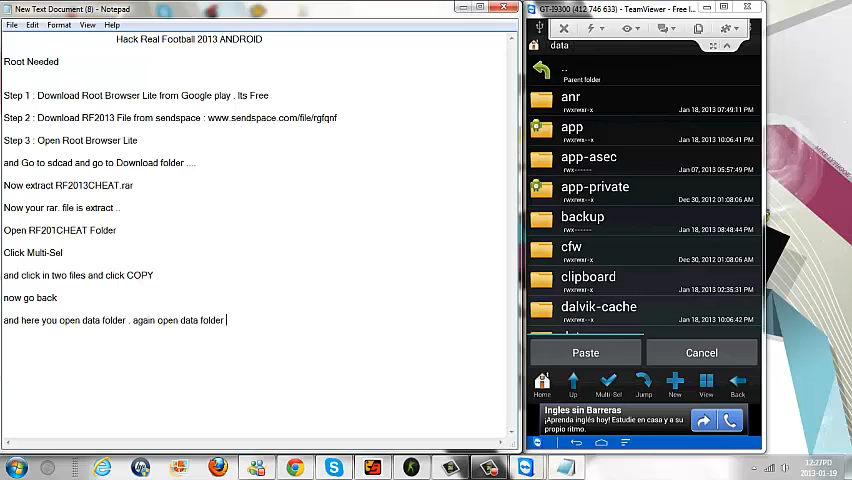 New Text Document (8) - Notepad
File Edit Format View Help
Hack Real Football 2013 ANDROID
Root Needed
Step 1 : Download Root Browser Lite from Google play . Its Free
Step 2 : Download RF2013 File from sendspace : www.sendspace.com/file/rgfqnf
Step 3 : Open Root Browser Lite
and Go to sdcad and go to Download folder ....
Now extract RF2013CHEAT.rar
Now your rar. file is extract ..
Open RF201CHEAT Folder
Click Multi-Sel
and click in two files and click COPY
now go back
and here you open data folder . again open data folder
GT-I9300 (412 746 633) - TeamViewer - Free l...
data
..
Parent folder
anr
rwxrwxr-x Jan 18, 2013 07:49:11 PM
app
rwxrwx--x Jan 18, 2013 10:06:41 PM
app-asec
rwx------ Jan 07, 2013 05:57:49 PM
app-private
rwxrwx--x Dec 30, 2012 01:08:06 AM
backup
rwx------ Jan 18, 2013 08:48:44 PM
cfw
rwxrwxr-x Dec 30, 2012 01:08:06 AM
clipboard
rwxrwxr-x Jan 18, 2013 02:35:31 PM
dalvik-cache
rwxrwx--x Jan 18, 2013 10:06:42 PM
Paste Cancel
Home Up Multi-Sel Jump New View Back
Ingles sin Barreras
¡Aprenda inglés hoy! Estudie en casa y a su
propio ritmo.
12:27PD
2013-01-19